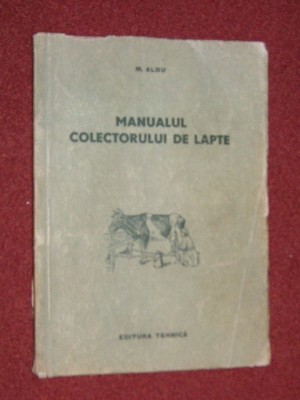 M. ALDU
MANUALUL
COLECTORULUI DE LAPTE
EDITURA TEHNICĂ